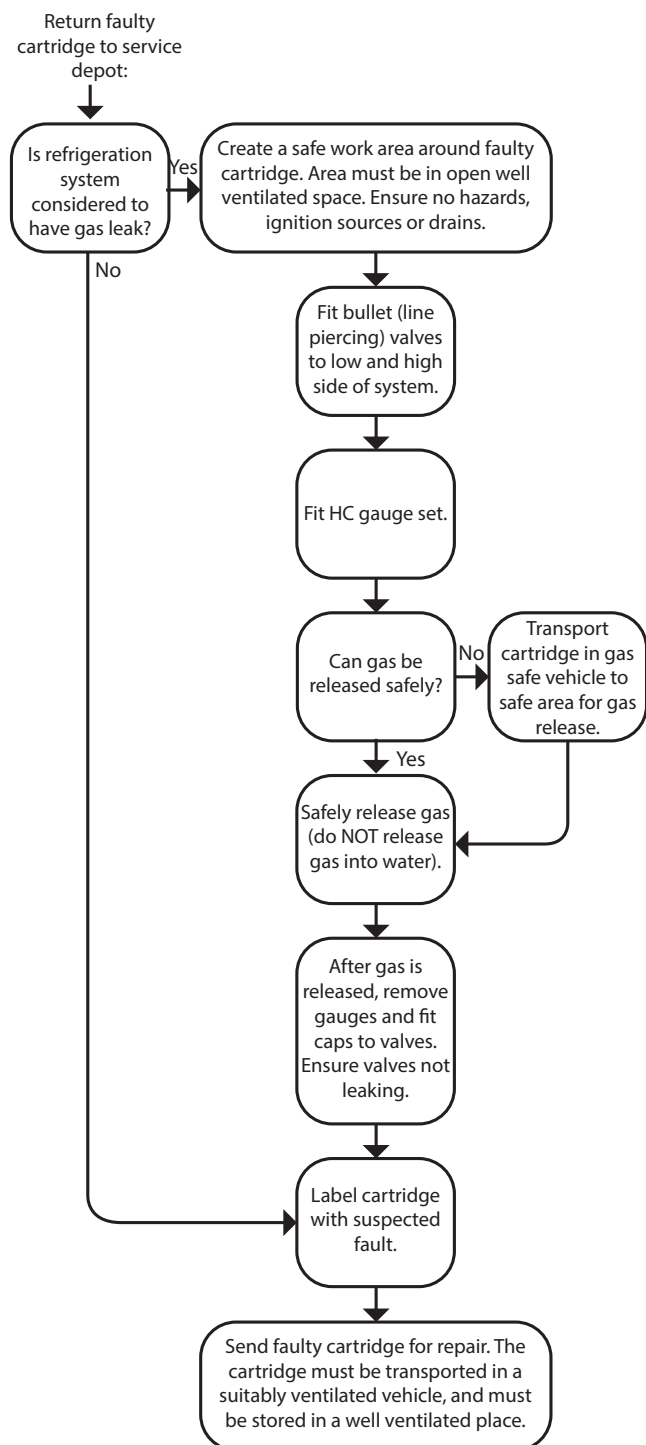 Return faulty
cartridge to service
depot:
Is refrigeration
system
considered to
have gas leak?
Yes
Create a safe work area around faulty
cartridge. Area must be in open well
ventilated space. Ensure no hazards,
ignition sources or drains.
No
Fit bullet (line
piercing) valves
to low and high
side of system.
Fit HC gauge set.
Can gas be
released safely?
No
Transport
cartridge in gas
safe vehicle to
safe area for gas
release.
Yes
Safely release gas
(do NOT release
gas into water).
After gas is
released, remove
gauges and fit
caps to valves.
Ensure valves not
leaking.
Label cartridge
with suspected
fault.
Send faulty cartridge for repair. The
cartridge must be transported in a
suitably ventilated vehicle, and must
be stored in a well ventilated place.